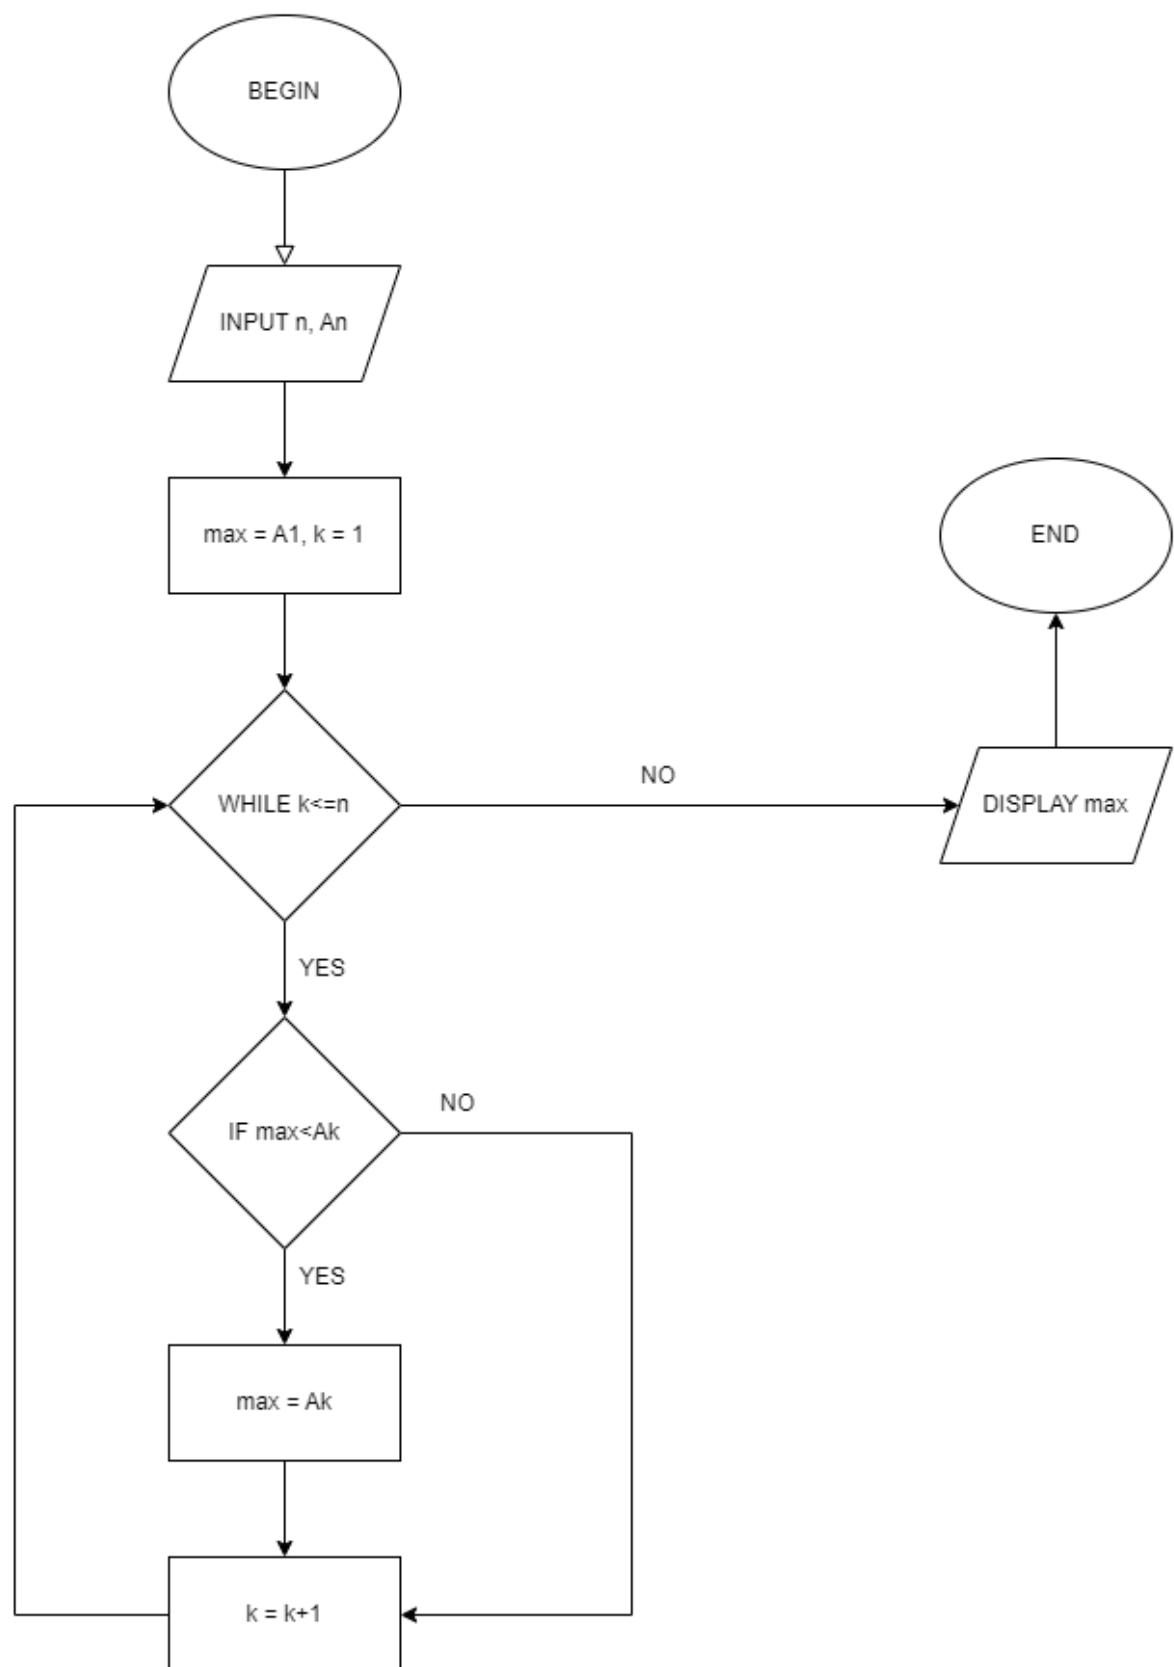 BEGIN
INPUT n, An
max = A1, k = 1
END
WHILE k<=n
NO
DISPLAY max
YES
IF max<Ak
NO
YES
max = Ak
k = k+1